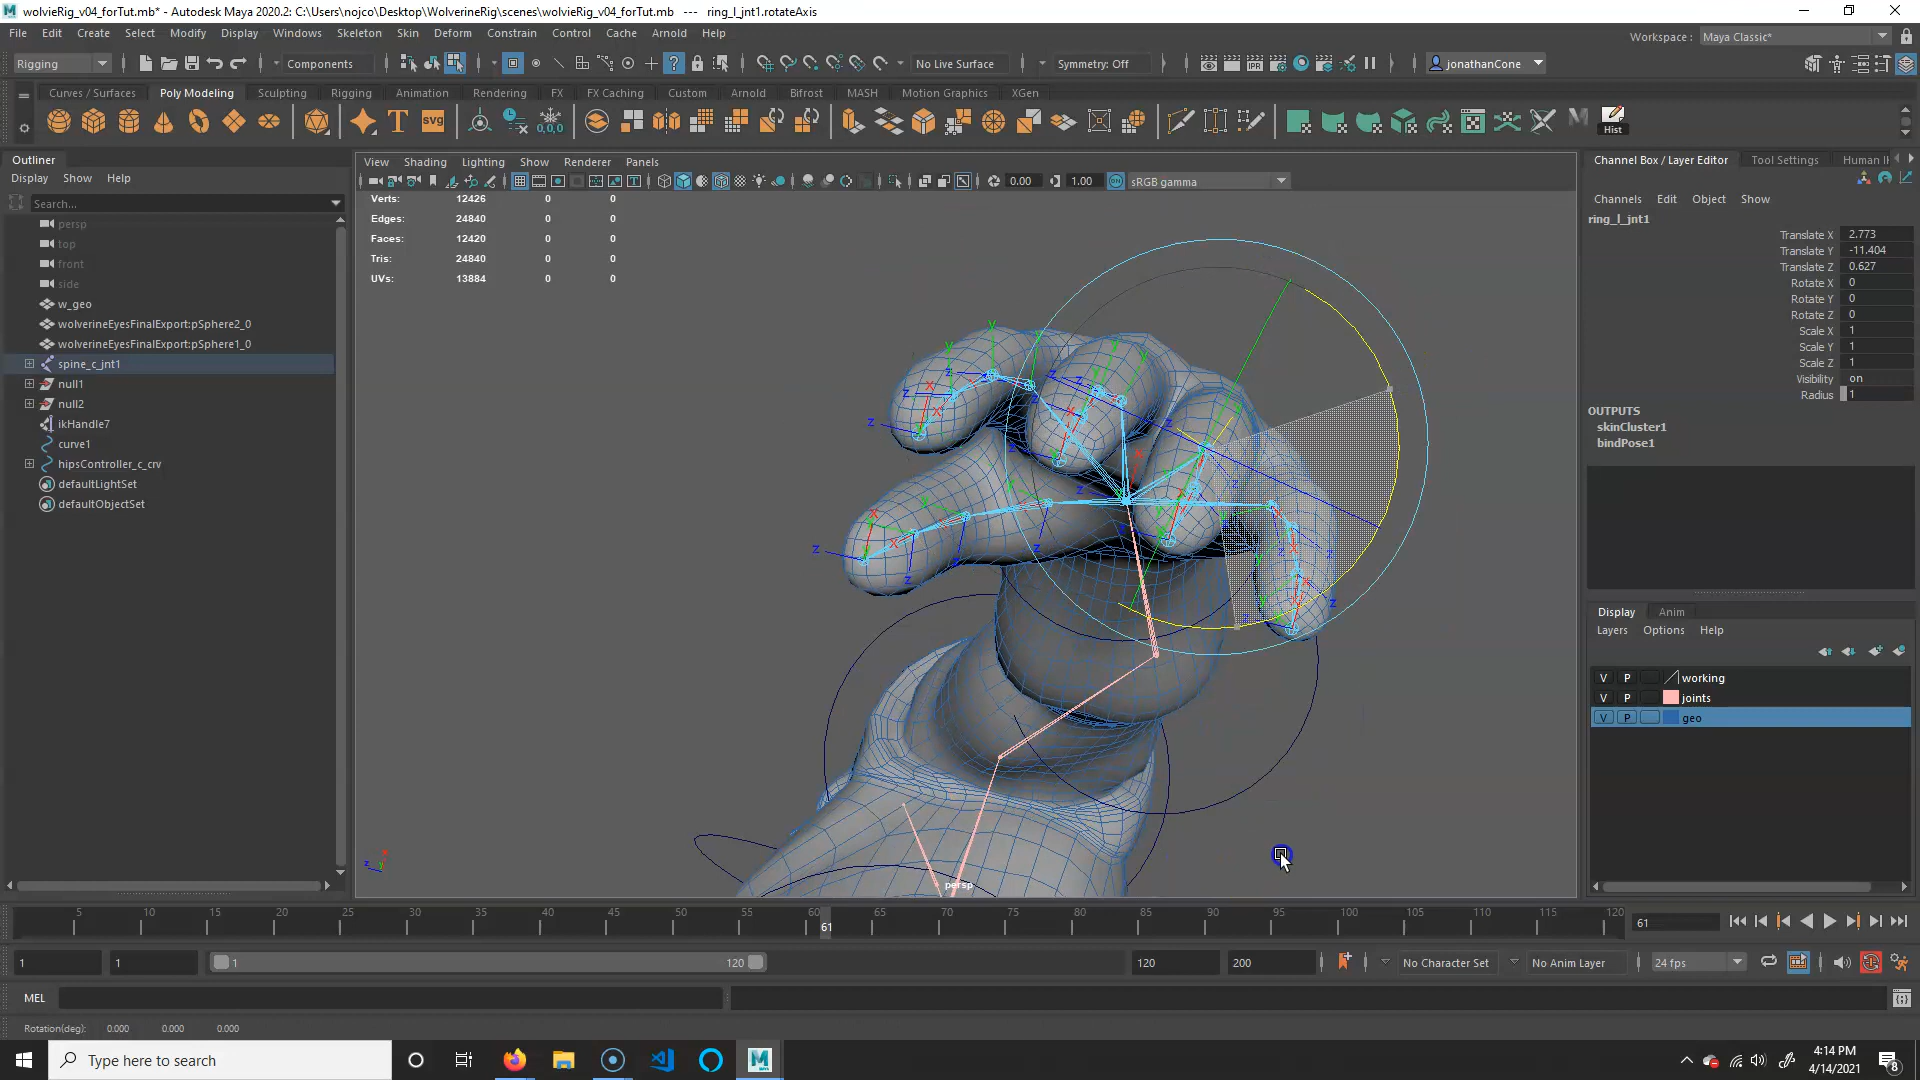 wolvieRig_v04_forTut.mb* - Autodesk Maya 2020.2: C:\Users\nojco\Desktop\WolverineRig\scenes\wolvieRig_v04_forTut.mb --- ring_l_jnt1.rotateAxis
File Edit Create Select Modify Display Windows Skeleton Skin Deform Constrain Control Cache Arnold Help
Workspace : Maya Classic*
Rigging Components No Live Surface Symmetry: Off jonathanCone
Curves / Surfaces Poly Modeling Sculpting Rigging Animation Rendering FX FX Caching Custom Arnold Bifrost MASH Motion Graphics XGen
T svg 0,0,0 Hist
Outliner
Display Show Help
Search...
persp
top
front
side
w_geo
wolverineEyesFinalExport:pSphere2_0
wolverineEyesFinalExport:pSphere1_0
spine_c_jnt1
null1
null2
ikHandle7
curve1
hipsController_c_crv
defaultLightSet
defaultObjectSet
View Shading Lighting Show Renderer Panels
0.00 1.00 sRGB gamma
Verts: 12426 0 0
Edges: 24840 0 0
Faces: 12420 0 0
Tris: 24840 0 0
UVs: 13884 0 0
persp
Channel Box / Layer Editor Tool Settings Human I
Channels Edit Object Show
ring_l_jnt1
Translate X 2.773
Translate Y -11.404
Translate Z 0.627
Rotate X 0
Rotate Y 0
Rotate Z 0
Scale X 1
Scale Y 1
Scale Z 1
Visibility on
Radius 1
OUTPUTS
skinCluster1
bindPose1
Display Anim
Layers Options Help
V P working
V P joints
V P geo
5 10 15 20 25 30 35 40 45 50 55 60 65 70 75 80 85 90 95 100 105 110 115 120
61 61
1 1 1 120 120 200 No Character Set No Anim Layer 24 fps
MEL
Rotation(deg): 0.000 0.000 0.000
Type here to search
4:14 PM
4/14/2021
8